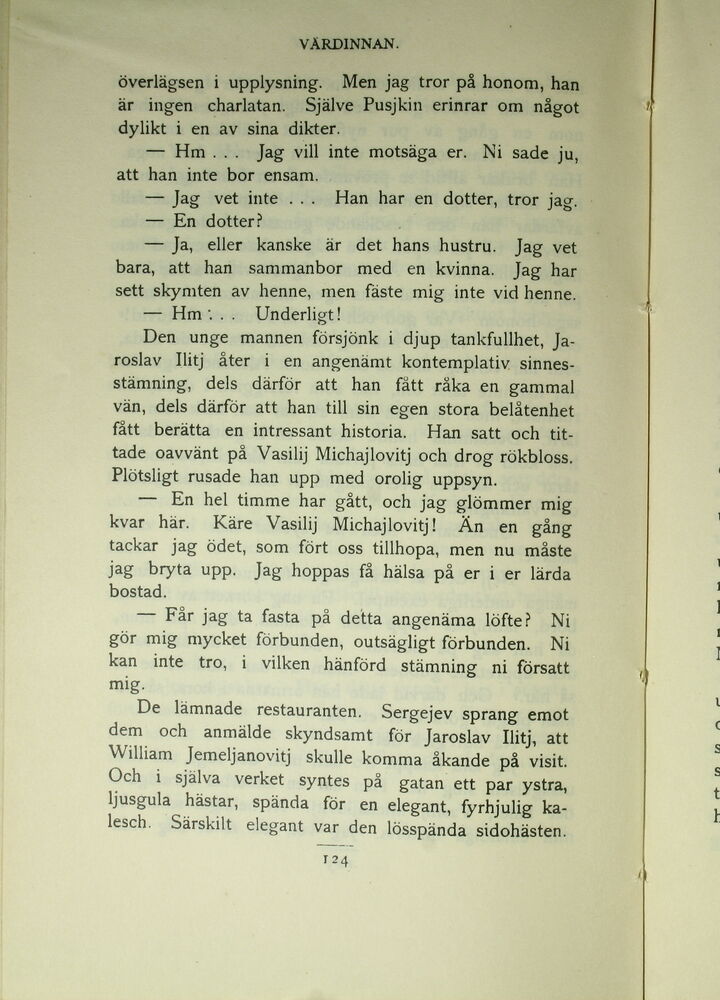 VÄRDINNAN.
överlägsen i upplysning. Men jag tror på honom, han
är ingen charlatan. Själve Pusjkin erinrar om något
dylikt i en av sina dikter.
— Hm . . . Jag vill inte motsäga er. Ni sade ju,
att han inte bor ensam.
— Jag vet inte . . . Han har en dotter, tror jag.
— En dotter?
— Ja, eller kanske är det hans hustru. Jag vet
bara, att han sammanbor med en kvinna. Jag har
sett skymten av henne, men fäste mig inte vid henne.
— Hm . . . Underligt!
Den unge mannen försjönk i djup tankfullhet, Ja-
roslav Ilitj åter i en angenämt kontemplativ sinnes-
stämning, dels därför att han fått råka en gammal
vän, dels därför att han till sin egen stora belåtenhet
fått berätta en intressant historia. Han satt och tit-
tade oavvänt på Vasilij Michajlovitj och drog rökbloss.
Plötsligt rusade han upp med orolig uppsyn.
— En hel timme har gått, och jag glömmer mig
kvar här. Käre Vasilij Michajlovitj! Än en gång
tackar jag ödet, som fört oss tillhopa, men nu måste
jag bryta upp. Jag hoppas få hälsa på er i er lärda
bostad.
— Får jag ta fasta på detta angenäma löfte? Ni
gör mig mycket förbunden, outsägligt förbunden. Ni
kan inte tro, i vilken hänförd stämning ni försatt
mig.
De lämnade restauranten. Sergejev sprang emot
dem och anmälde skyndsamt för Jaroslav Ilitj, att
William Jemeljanovitj skulle komma åkande på visit.
Och i själva verket syntes på gatan ett par ystra,
ljusgula hästar, spända för en elegant, fyrhjulig ka-
lesch. Särskilt elegant var den lösspända sidohästen.
124